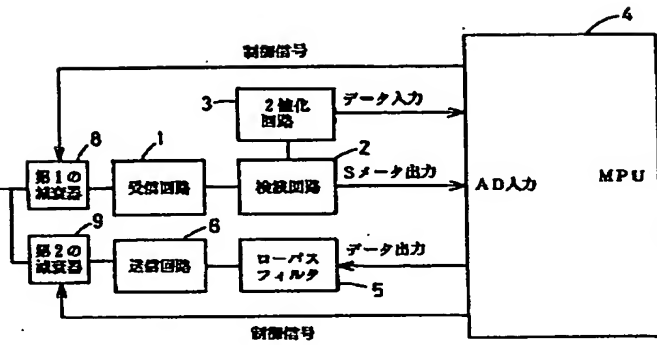 4
制御信号
3
2値化
回路
データ入力
8
第1の
減衰器
1
受信回路
2
検波回路
Sメータ出力
AD入力
MPU
9
第2の
減衰器
6
送信回路
ローパス
フィルタ
5
データ出力
制御信号